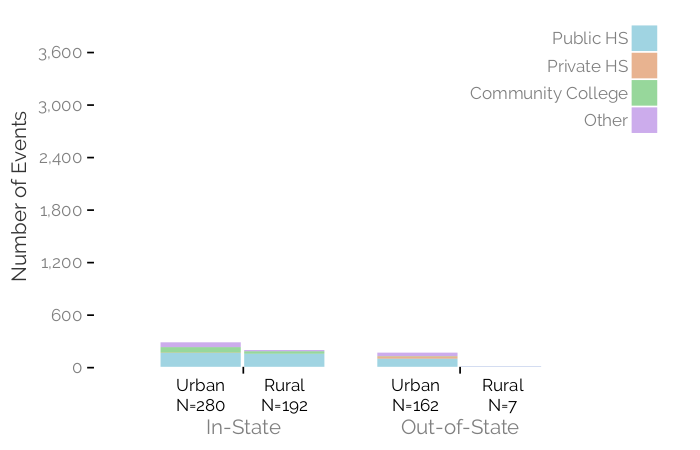 Public HS
Private HS
Community College
Other
Number of Events
3,600
3,000
2,400
1,800
1,200
600
0
Urban
N=280
Rural
N=192
Urban
N=162
Rural
N=7
In-State
Out-of-State